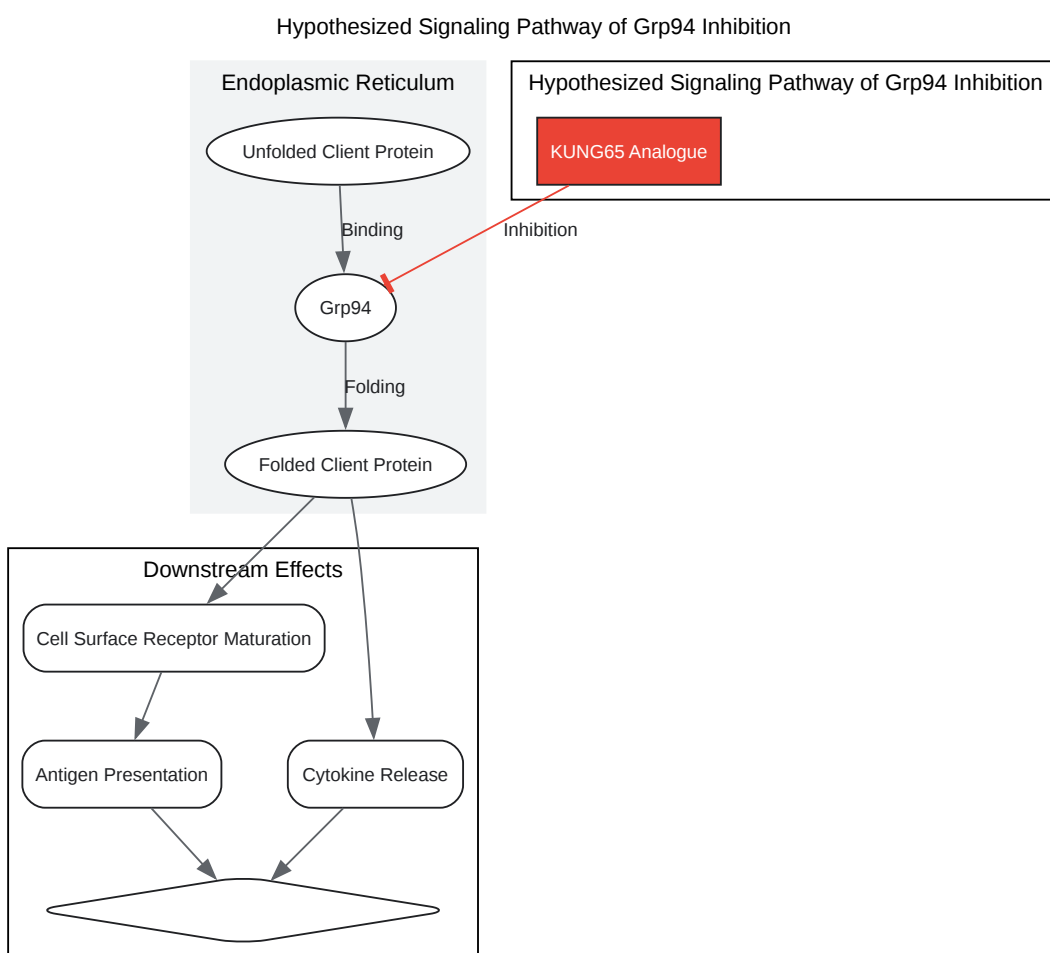 Hypothesized Signaling Pathway of Grp94 Inhibition
Endoplasmic Reticulum
Hypothesized Signaling Pathway of Grp94 Inhibition
Unfolded Client Protein
KUNG65 Analogue
Binding
Inhibition
Grp94
Folding
Folded Client Protein
Downstream Effects
Cell Surface Receptor Maturation
Antigen Presentation
Cytokine Release